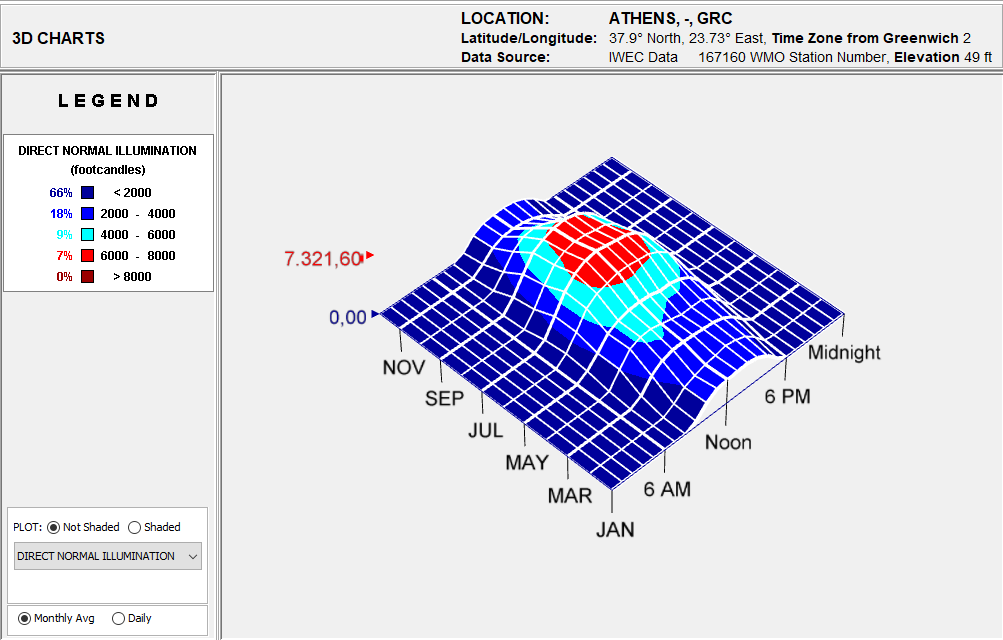 3D CHARTS
LOCATION: ATHENS, -, GRC
Latitude/Longitude: 37.9° North, 23.73° East, Time Zone from Greenwich 2
Data Source: IWEC Data 167160 WMO Station Number, Elevation 49 ft
LEGEND
DIRECT NORMAL ILLUMINATION
(footcandles)
66% < 2000
18% 2000 - 4000
9% 4000 - 6000
7% 6000 - 8000
0% > 8000
7.321,60
0,00
NOV
SEP
JUL
MAY
MAR
JAN
6 AM
Noon
6 PM
Midnight
PLOT: Not Shaded Shaded
DIRECT NORMAL ILLUMINATION
Monthly Avg Daily